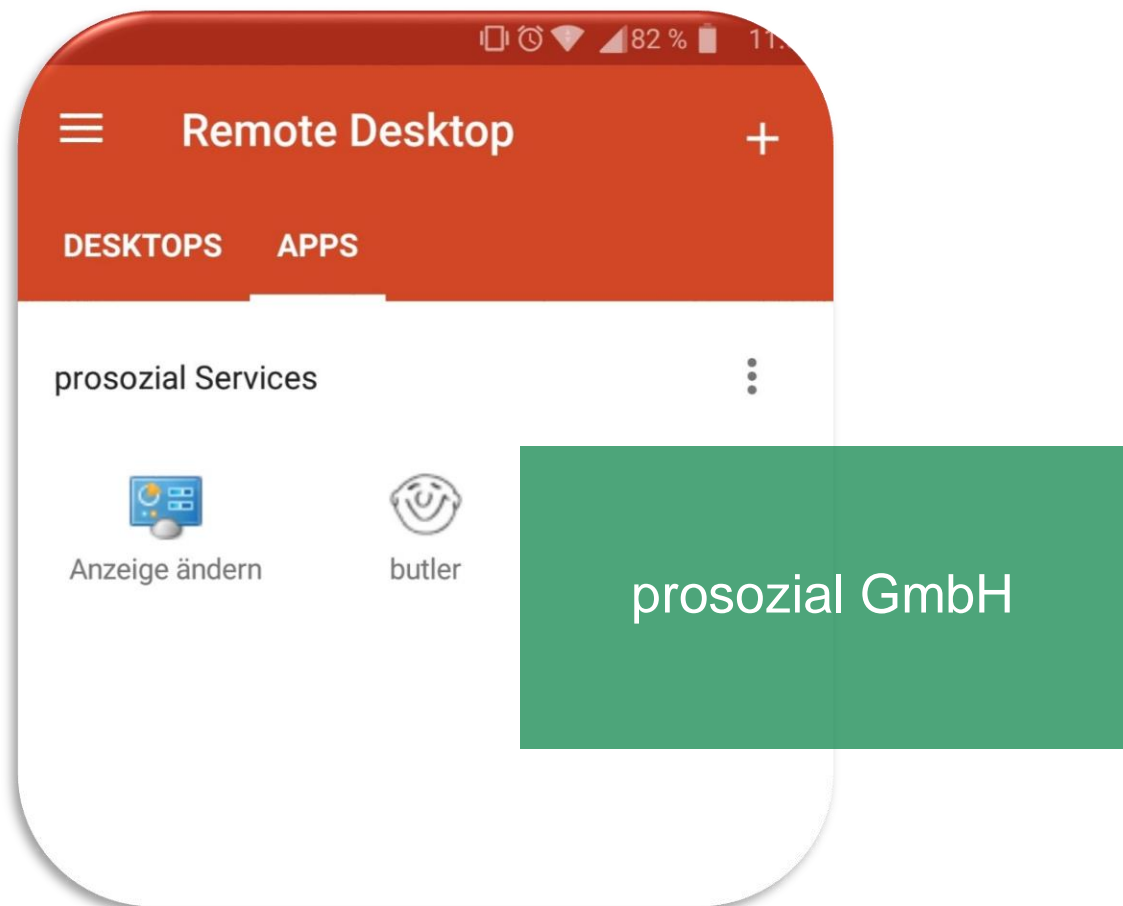 82 %
Remote Desktop
DESKTOPS APPS
prosozial Services
Anzeige ändern butler
prosozial GmbH